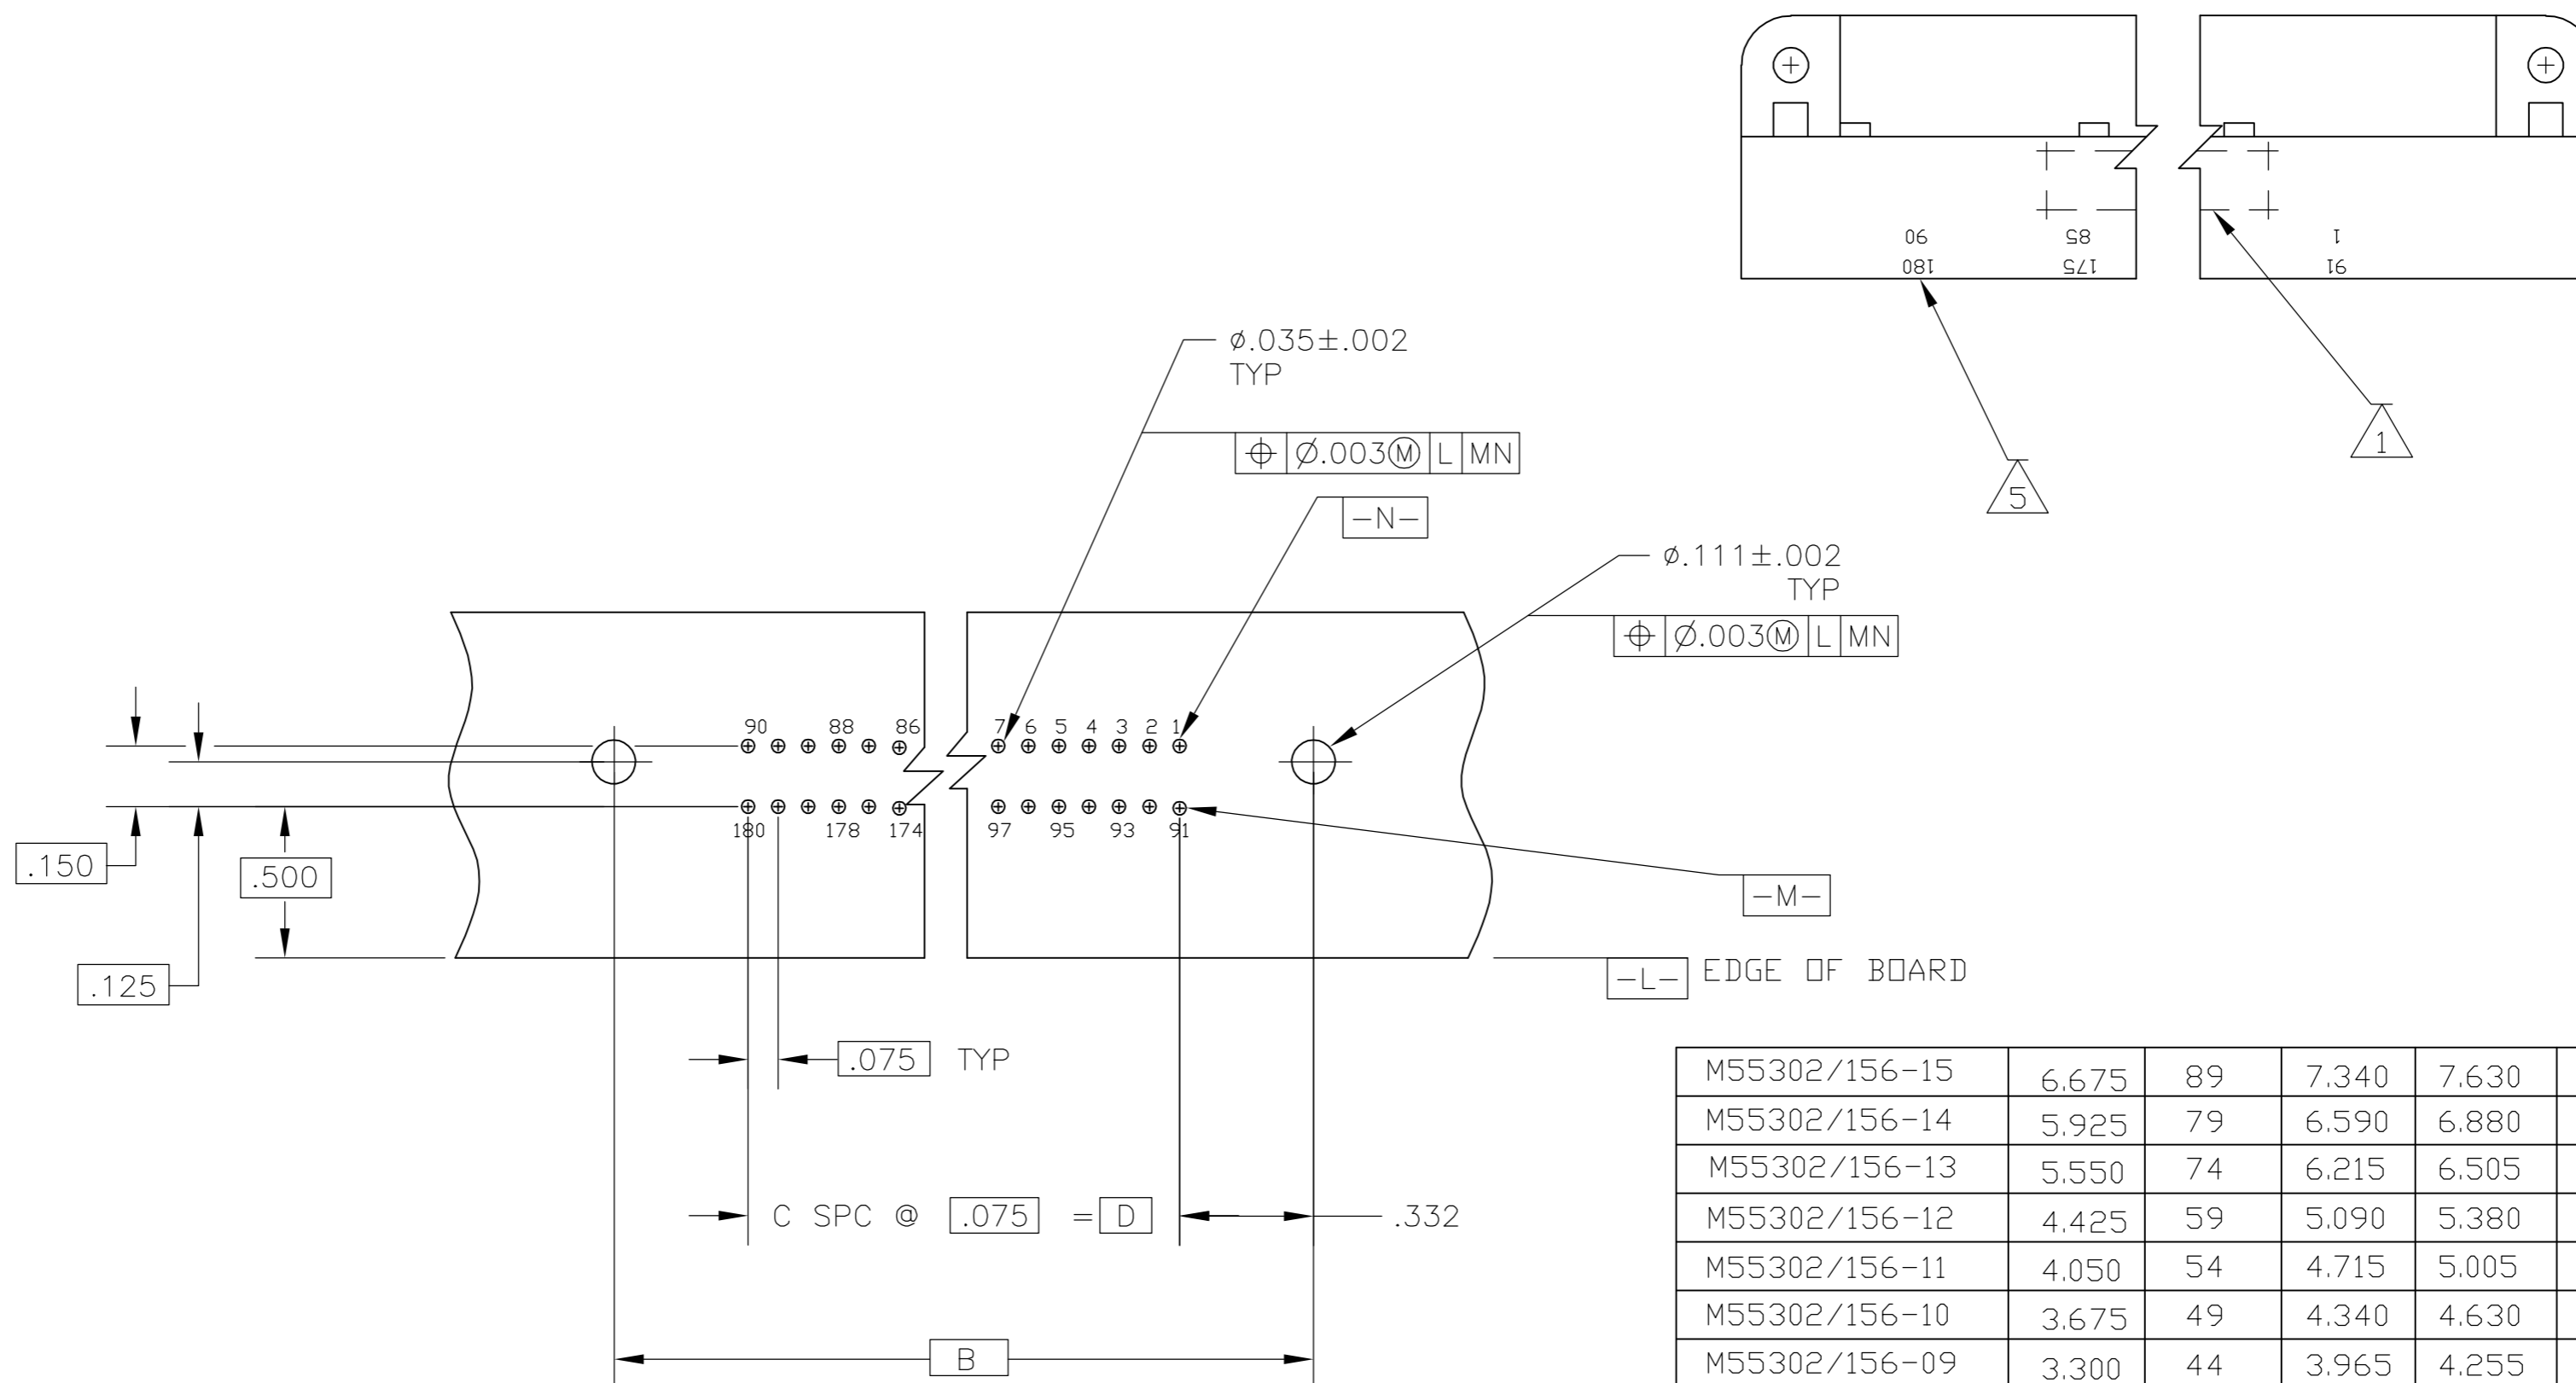 90 85 1
180 175 91
5
1
ø.035±.002
TYP
⌖ Ø.003Ⓜ L MN
-N-
ø.111±.002
TYP
⌖ Ø.003Ⓜ L MN
90 88 86 7 6 5 4 3 2 1
180 178 174 97 95 93 91
.150
.500
.125
-M-
-L- EDGE OF BOARD
.075 TYP
C SPC @ .075 = D
.332
B
M55302/156-15 6.675 89 7.340 7.630
M55302/156-14 5.925 79 6.590 6.880
M55302/156-13 5.550 74 6.215 6.505
M55302/156-12 4.425 59 5.090 5.380
M55302/156-11 4.050 54 4.715 5.005
M55302/156-10 3.675 49 4.340 4.630
M55302/156-09 3.300 44 3.965 4.255